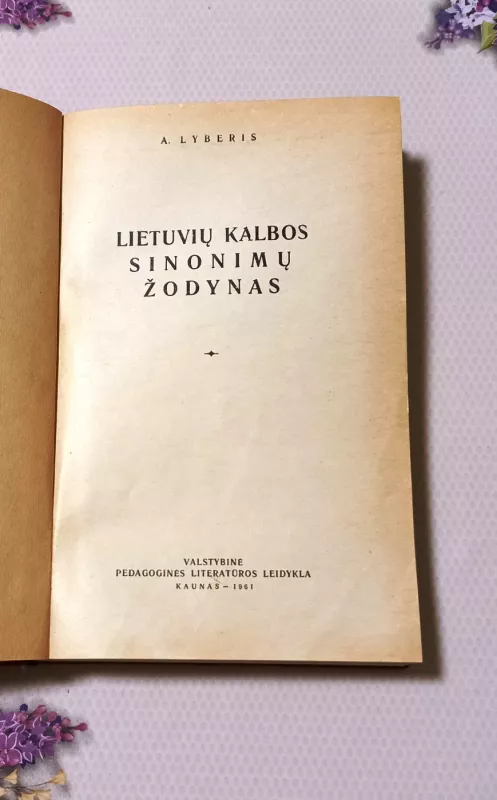 A. LYBERIS
LIETUVIŲ KALBOS
SINONIMŲ
ŽODYNAS
VALSTYBINĖ
PEDAGOGINĖS LITERATŪROS LEIDYKLA
KAUNAS — 1961